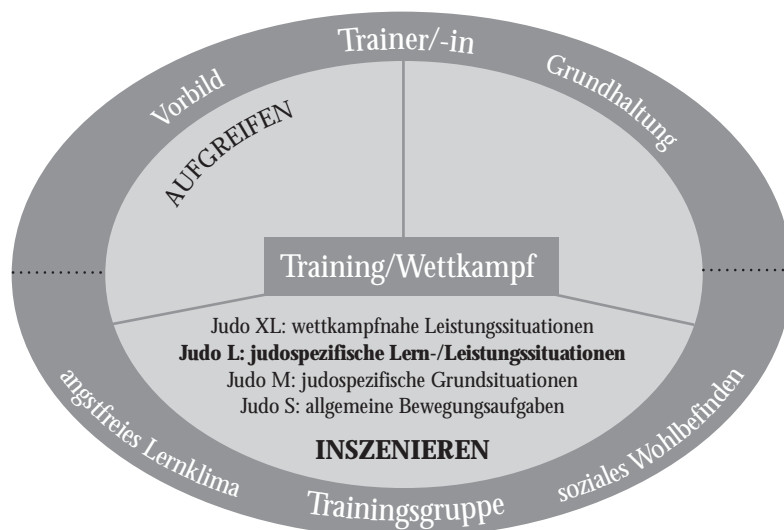 Trainer/-in
Vorbild
Grundhaltung
AUFGREIFEN
Training/Wettkampf
Judo XL: wettkampfnahe Leistungssituationen
Judo L: judospezifische Lern-/Leistungssituationen
Judo M: judospezifische Grundsituationen
Judo S: allgemeine Bewegungsaufgaben
INSZENIEREN
angstfreies Lernklima
soziales Wohlbefinden
Trainingsgruppe